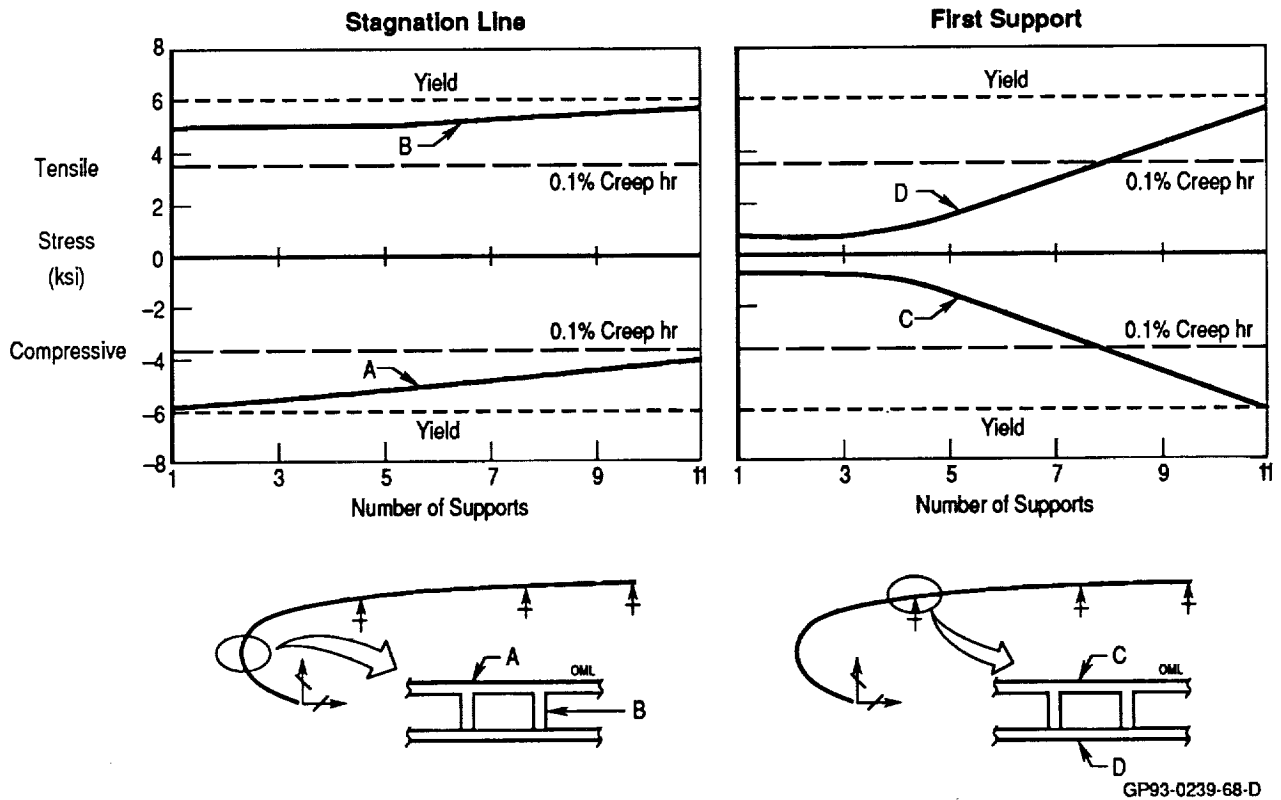 Stagnation Line
First Support
8
6
4
2
0
–2
–4
–6
–8
Tensile
Stress
(ksi)
Compressive
Yield
B
0.1% Creep hr
0.1% Creep hr
A
Yield
1 3 5 7 9 11
Number of Supports
Yield
D
0.1% Creep hr
C
0.1% Creep hr
Yield
1 3 5 7 9 11
Number of Supports
A
OML
B
C
OML
D
GP93-0239-68-D